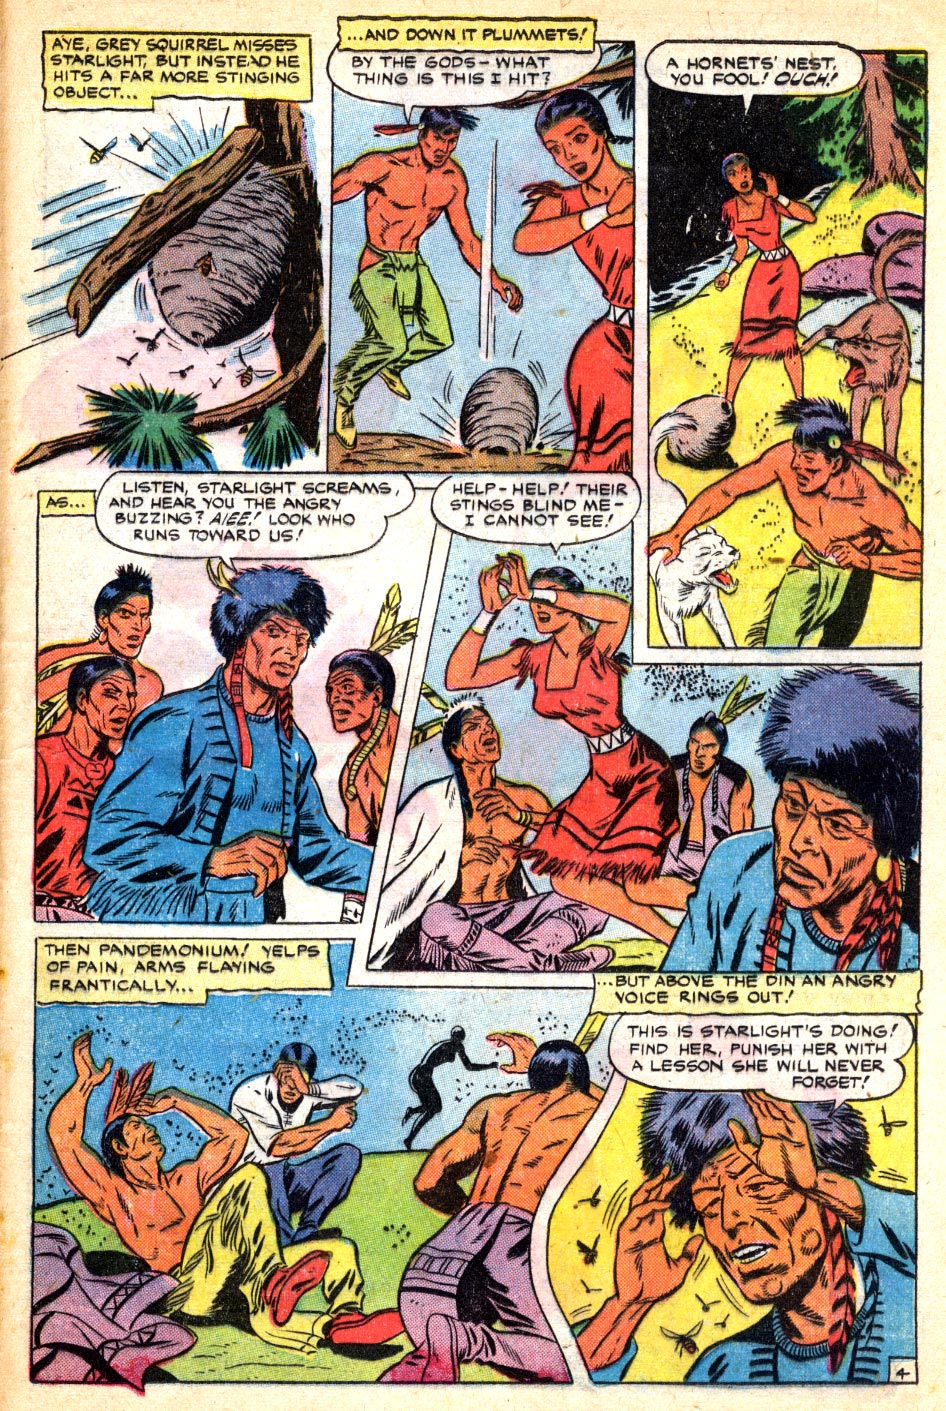 AYE, GREY SQUIRREL MISSES
STARLIGHT, BUT INSTEAD HE
HITS A FAR MORE STINGING
OBJECT...
...AND DOWN IT PLUMMETS!
BY THE GODS - WHAT
THING IS THIS I HIT?
A HORNETS' NEST,
YOU FOOL! OUCH!
AS...
LISTEN, STARLIGHT SCREAMS,
AND HEAR YOU THE ANGRY
BUZZING? AIEE! LOOK WHO
RUNS TOWARD US!
HELP - HELP! THEIR
STINGS BLIND ME -
I CANNOT SEE!
THEN PANDEMONIUM! YELPS
OF PAIN, ARMS FLAYING
FRANTICALLY...
...BUT ABOVE THE DIN AN ANGRY
VOICE RINGS OUT!
THIS IS STARLIGHT'S DOING!
FIND HER, PUNISH HER WITH
A LESSON SHE WILL NEVER
FORGET!
4